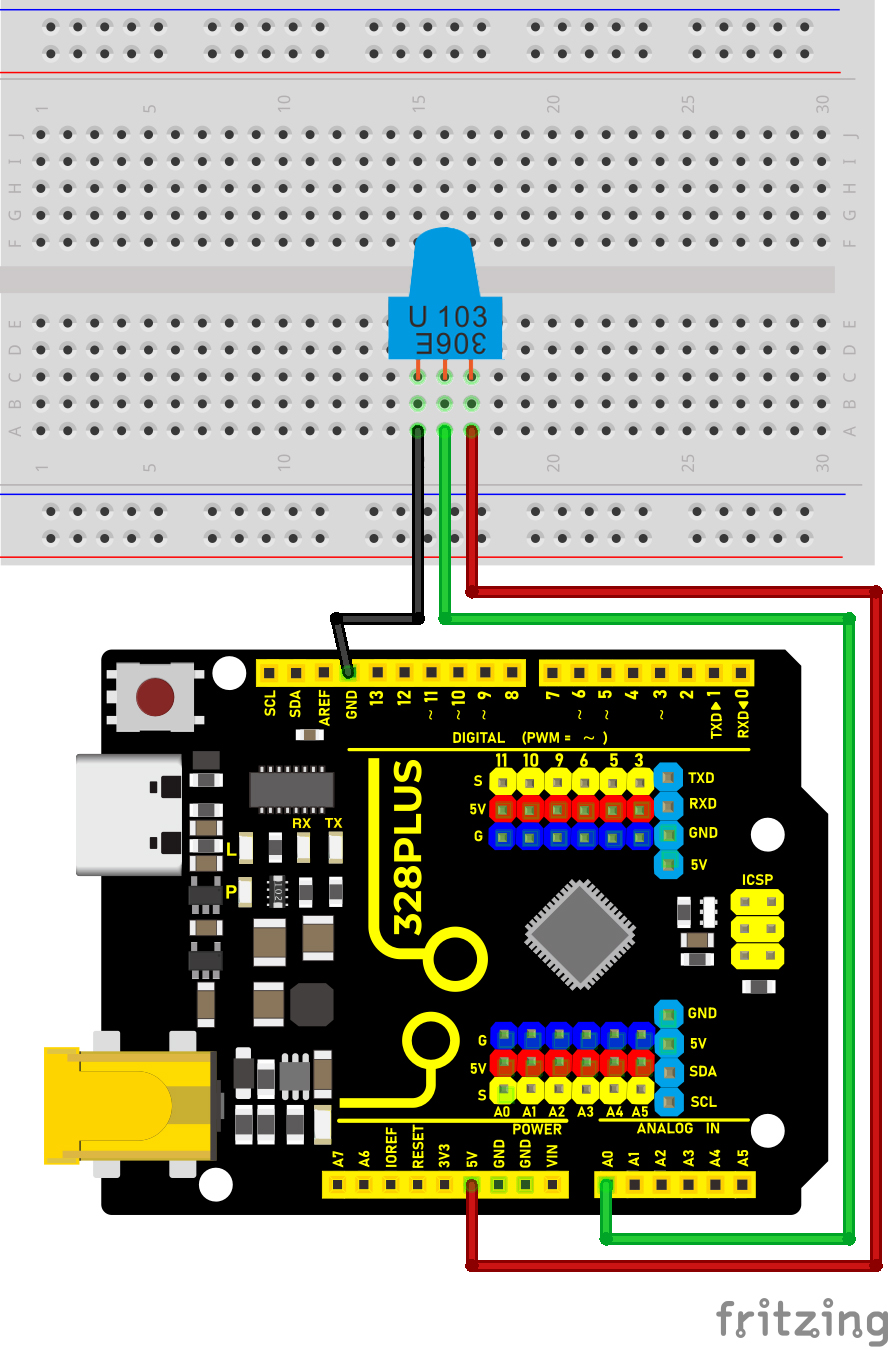 1 5 10 15 20 25 30
J J
I I
H H
G G
F F
U 103
306E
E E
D D
C C
B B
A A
1 5 10 20 25 30
SCL SDA AREF GND 13 12 ~11 ~10 ~9 8 7 ~6 ~5 4 ~3 2 TXD▶1 RXD◀0
DIGITAL (PWM = ~ )
328PLUS
11 10 9 6 5 3
S TXD
5V RXD
G GND
5V
RX TX
L
P
102
ICSP
GND
G 5V
5V SDA
S SCL
A0 A1 A2 A3 A4 A5
POWER ANALOG IN
A7 A6 IOREF RESET 3V3 5V GND GND VIN A0 A1 A2 A3 A4 A5
fritzing